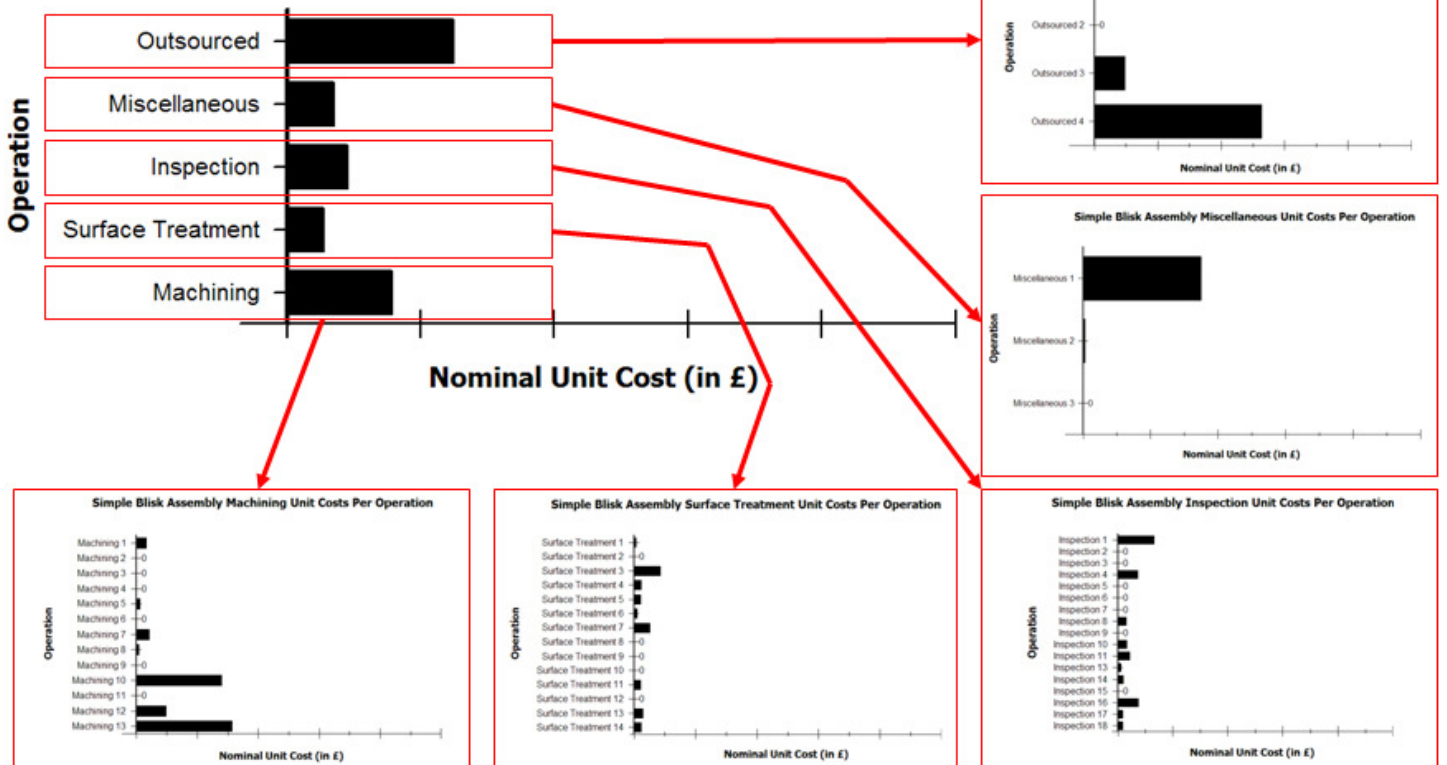 Operation
Outsourced
Miscellaneous
Inspection
Surface Treatment
Machining
Nominal Unit Cost (in £)
Operation
Outsourced 2
0
Outsourced 3
Outsourced 4
Nominal Unit Cost (in £)
Simple Blisk Assembly Miscellaneous Unit Costs Per Operation
Operation
Miscellaneous 1
Miscellaneous 2
Miscellaneous 3
0
Nominal Unit Cost (in £)
Simple Blisk Assembly Machining Unit Costs Per Operation
Operation
Machining 1
Machining 2
0
Machining 3
0
Machining 4
0
Machining 5
Machining 6
0
Machining 7
Machining 8
Machining 9
0
Machining 10
Machining 11
0
Machining 12
Machining 13
Nominal Unit Cost (in £)
Simple Blisk Assembly Surface Treatment Unit Costs Per Operation
Operation
Surface Treatment 1
Surface Treatment 2
0
Surface Treatment 3
Surface Treatment 4
Surface Treatment 5
Surface Treatment 6
Surface Treatment 7
Surface Treatment 8
0
Surface Treatment 9
0
Surface Treatment 10
0
Surface Treatment 11
Surface Treatment 12
0
Surface Treatment 13
Surface Treatment 14
Nominal Unit Cost (in £)
Simple Blisk Assembly Inspection Unit Costs Per Operation
Operation
Inspection 1
Inspection 2
0
Inspection 3
0
Inspection 4
Inspection 5
0
Inspection 6
0
Inspection 7
0
Inspection 8
Inspection 9
0
Inspection 10
Inspection 11
Inspection 13
Inspection 14
Inspection 15
0
Inspection 16
Inspection 17
Inspection 18
Nominal Unit Cost (in £)